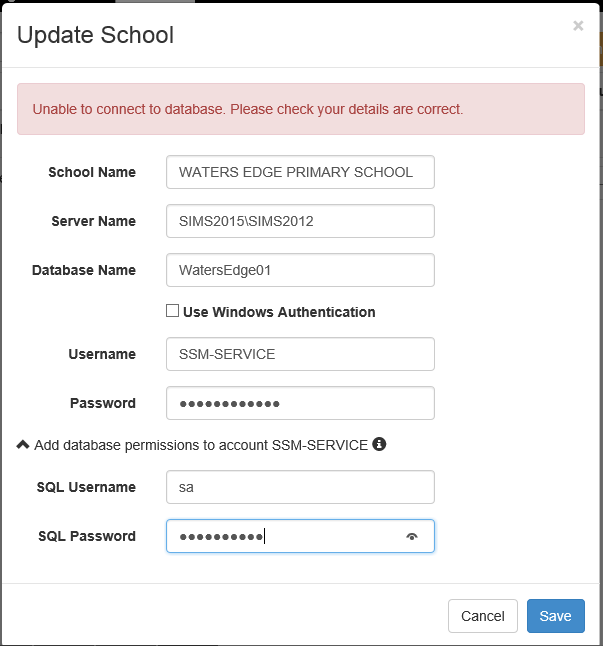 Update School
×
Unable to connect to database. Please check your details are correct.
School Name WATERS EDGE PRIMARY SCHOOL
Server Name SIMS2015\SIMS2012
Database Name WatersEdge01
Use Windows Authentication
Username SSM-SERVICE
Password ●●●●●●●●●●●●
Add database permissions to account SSM-SERVICE
SQL Username sa
SQL Password ●●●●●●●●●●
Cancel Save